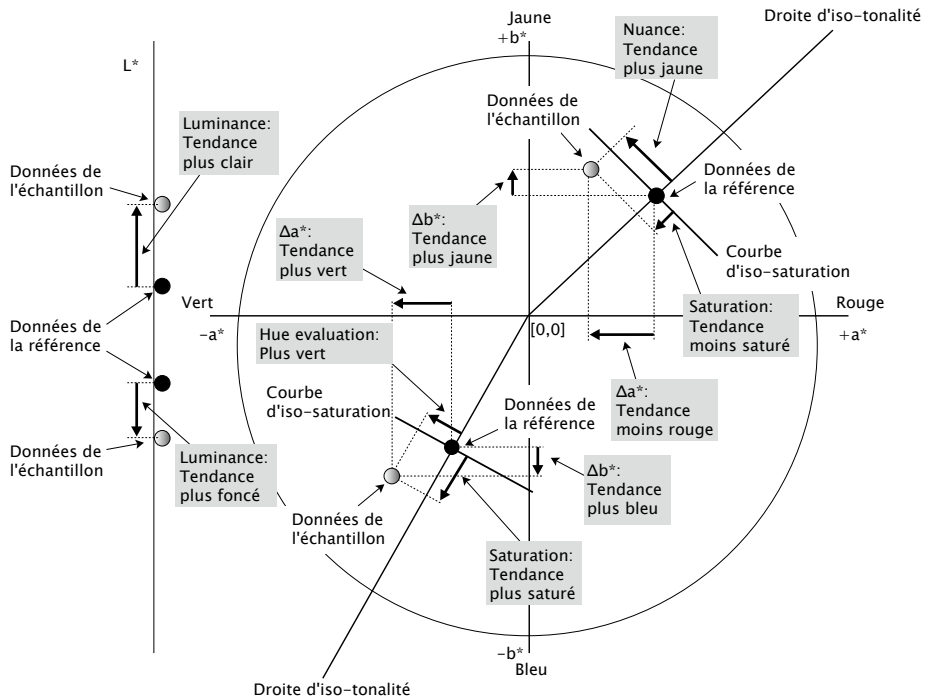 Jaune
+b*
Droite d'iso-tonalité
Nuance:
Tendance
plus jaune
L*
Données de
l'échantillon
Luminance:
Tendance
plus clair
Données de
l'échantillon
Données de
la référence
Δb*:
Tendance
plus jaune
Δa*:
Tendance
plus vert
Courbe
d'iso-saturation
Vert
-a*
[0,0]
Rouge
+a*
Saturation:
Tendance
moins saturé
Données de
la référence
Hue evaluation:
Plus vert
Δa*:
Tendance
moins rouge
Courbe
d'iso-saturation
Données de
la référence
Données de
l'échantillon
Luminance:
Tendance
plus foncé
Δb*:
Tendance
plus bleu
Données de
l'échantillon
Saturation:
Tendance
plus saturé
-b*
Bleu
Droite d'iso-tonalité